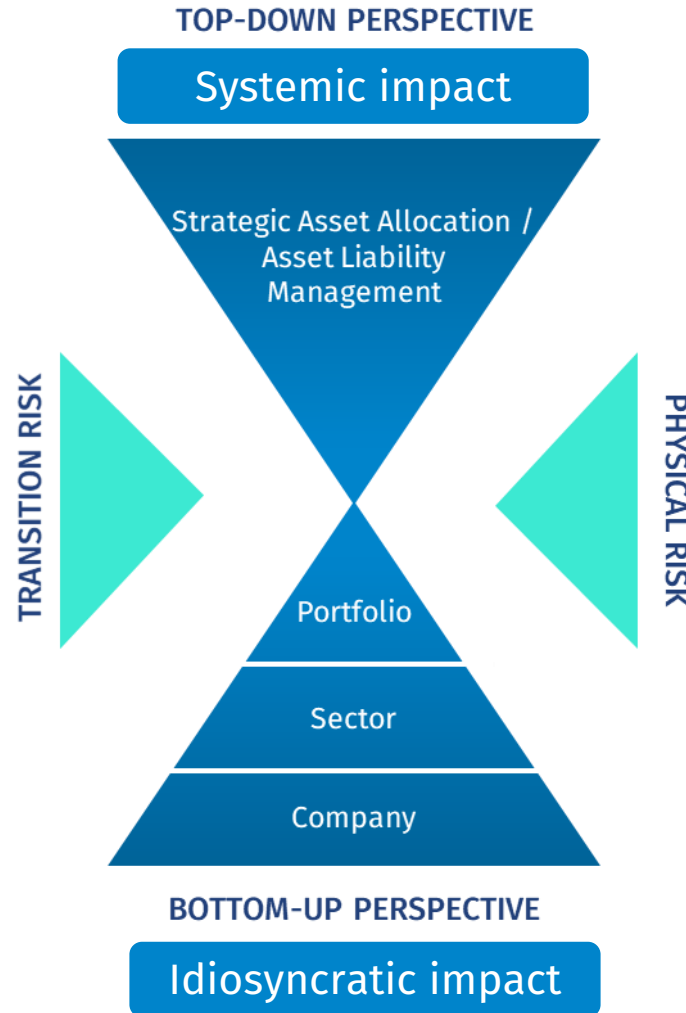 TOP-DOWN PERSPECTIVE
Systemic impact
Strategic Asset Allocation /
Asset Liability
Management
TRANSITION RISK
PHYSICAL RISK
Portfolio
Sector
Company
BOTTOM-UP PERSPECTIVE
Idiosyncratic impact